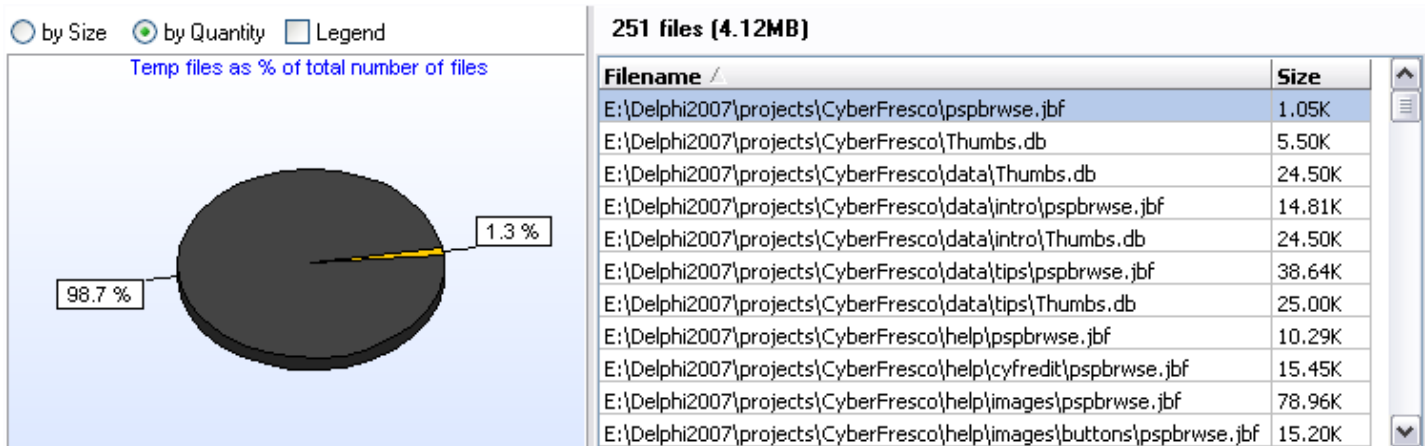 by Size by Quantity Legend
Temp files as % of total number of files
1.3 %
98.7 %
251 files (4.12MB)
Filename Size
E:\Delphi2007\projects\CyberFresco\pspbrwse.jbf 1.05K
E:\Delphi2007\projects\CyberFresco\Thumbs.db 5.50K
E:\Delphi2007\projects\CyberFresco\data\Thumbs.db 24.50K
E:\Delphi2007\projects\CyberFresco\data\intro\pspbrwse.jbf 14.81K
E:\Delphi2007\projects\CyberFresco\data\intro\Thumbs.db 24.50K
E:\Delphi2007\projects\CyberFresco\data\tips\pspbrwse.jbf 38.64K
E:\Delphi2007\projects\CyberFresco\data\tips\Thumbs.db 25.00K
E:\Delphi2007\projects\CyberFresco\help\pspbrwse.jbf 10.29K
E:\Delphi2007\projects\CyberFresco\help\cyfredit\pspbrwse.jbf 15.45K
E:\Delphi2007\projects\CyberFresco\help\images\pspbrwse.jbf 78.96K
E:\Delphi2007\projects\CyberFresco\help\images\buttons\pspbrwse.jbf 15.20K